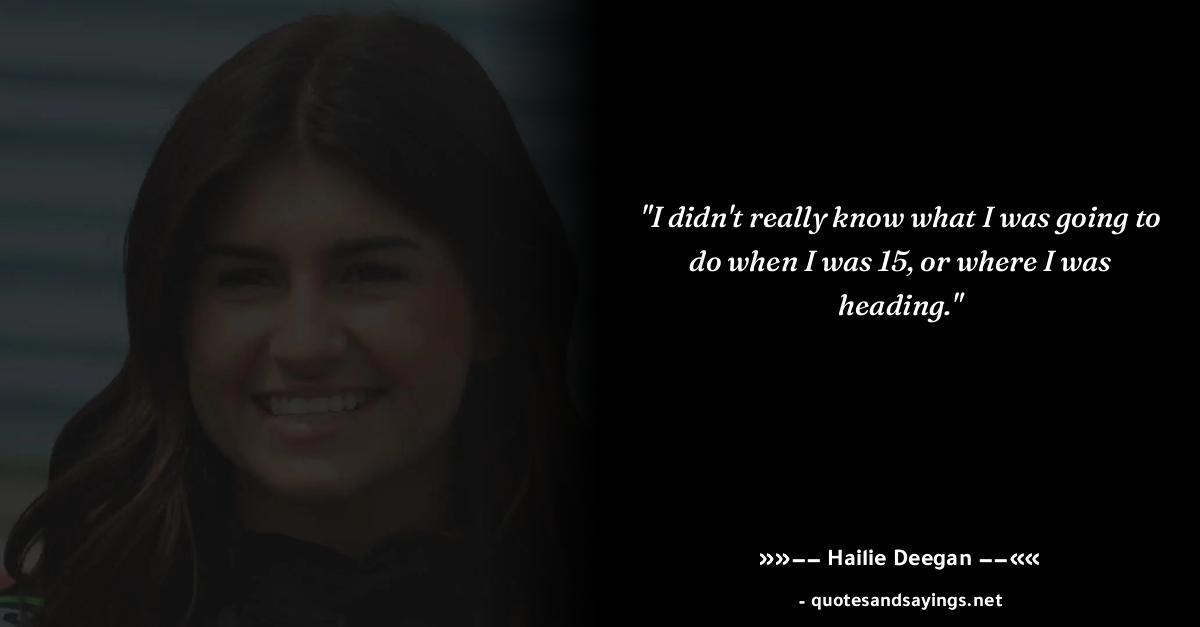 "I didn't really know what I was going to
do when I was 15, or where I was
heading."
»»–– Hailie Deegan ––««
- quotesandsayings.net